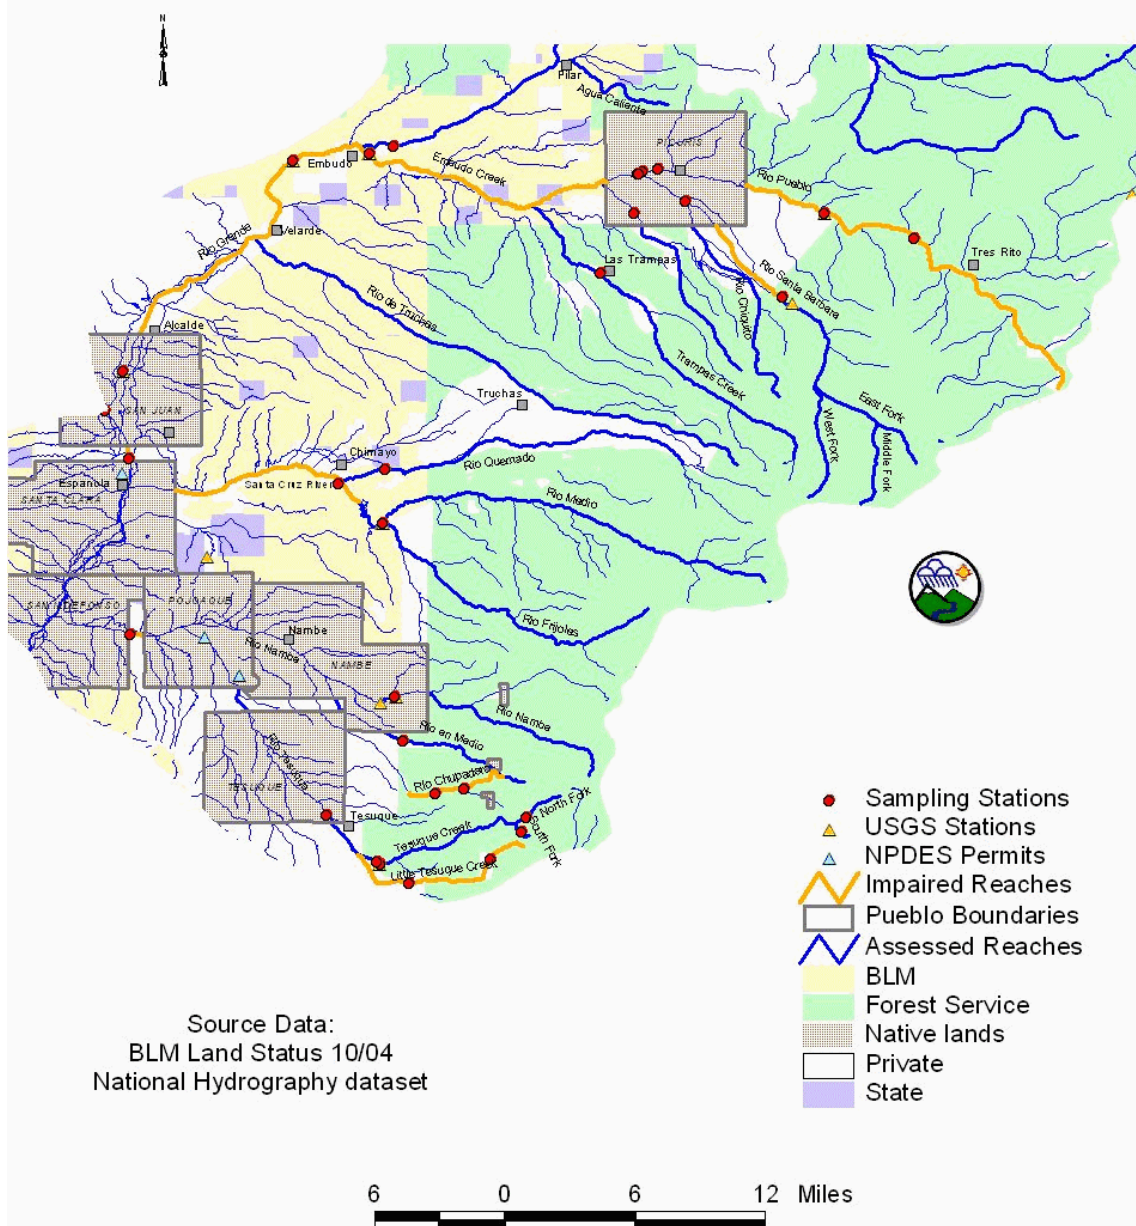 N
Pilar
Agua Caliente
PICURIS
Embudo
Embudo Creek
Rio Pueblo
Velarde
Rio Grande
Tres Rito
Las Trampas
Rio Santa Barbara
Rio Chiquito
Rio de Truchas
Alcalde
Trampas Creek
Truchas
SAN JUAN
East Fork
West Fork
Middle Fork
Chimayo
Rio Quemado
Española
Santa Cruz River
SANTA CLARA
Rio Medio
SAN ILDEFONSO
POJOAQUE
Rio Frijoles
Nambe
Rio Nambe
NAMBE
Rio Nambe
Rio en Medio
Rio Tesuque
Rio Chupadero
TESUQUE
Tesuque
North Fork
Tesuque Creek
South Fork
Little Tesuque Creek
Sampling Stations
USGS Stations
NPDES Permits
Impaired Reaches
Pueblo Boundaries
Assessed Reaches
BLM
Forest Service
Native lands
Private
State
Source Data:
BLM Land Status 10/04
National Hydrography dataset
6 0 6 12 Miles